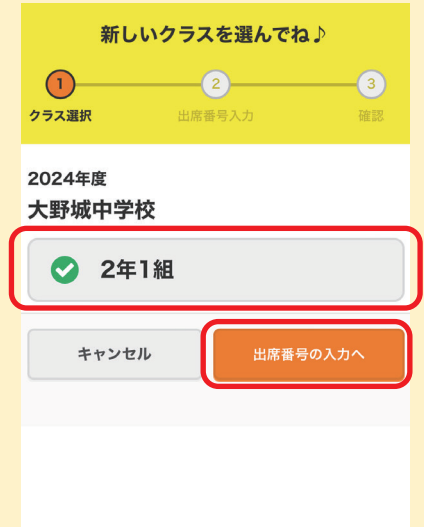 新しいクラスを選んでね♪
1 2 3
クラス選択 出席番号入力 確認
2024年度
大野城中学校
2年1組
キャンセル 出席番号の入力へ